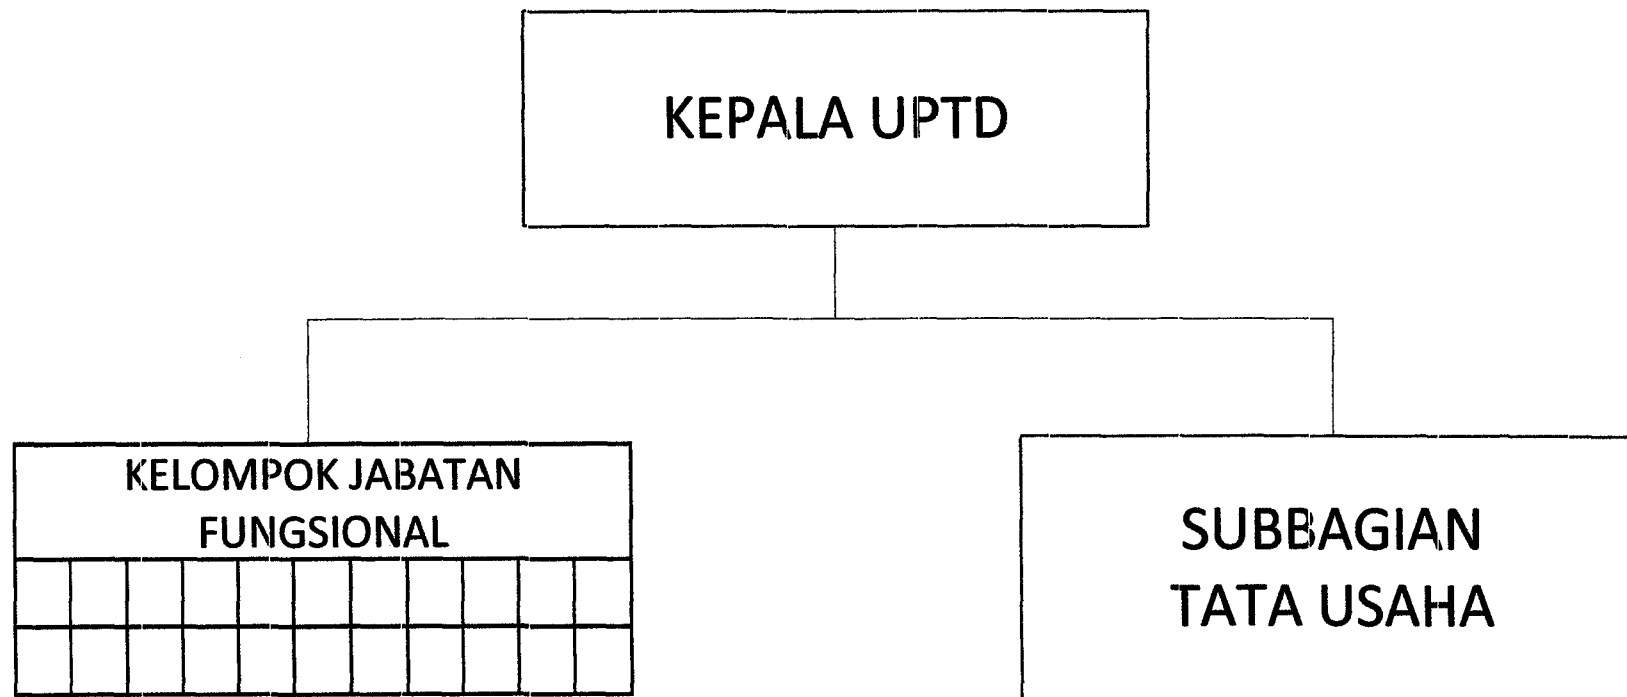 KEPALA UPTD
KELOMPOK JABATAN
FUNGSIONAL
SUBBAGIAN
TATA USAHA